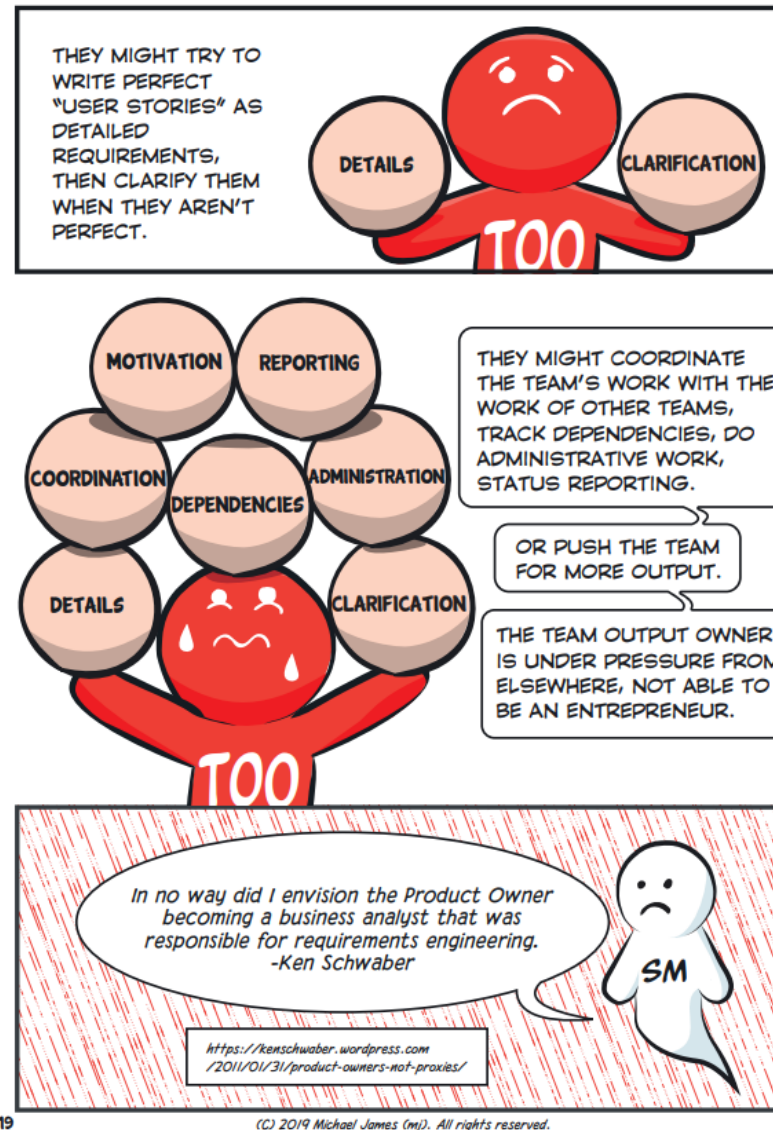 THEY MIGHT TRY TO
WRITE PERFECT
"USER STORIES" AS
DETAILED
REQUIREMENTS,
THEN CLARIFY THEM
WHEN THEY AREN'T
PERFECT.
DETAILS
CLARIFICATION
TOO
MOTIVATION
REPORTING
COORDINATION
DEPENDENCIES
ADMINISTRATION
DETAILS
CLARIFICATION
TOO
THEY MIGHT COORDINATE
THE TEAM'S WORK WITH THE
WORK OF OTHER TEAMS,
TRACK DEPENDENCIES, DO
ADMINISTRATIVE WORK,
STATUS REPORTING.
OR PUSH THE TEAM
FOR MORE OUTPUT.
THE TEAM OUTPUT OWNER
IS UNDER PRESSURE FROM
ELSEWHERE, NOT ABLE TO
BE AN ENTREPRENEUR.
In no way did I envision the Product Owner
becoming a business analyst that was
responsible for requirements engineering.
-Ken Schwaber
SM
https://kenschwaber.wordpress.com
/2011/01/31/product-owners-not-proxies/
19
(C) 2019 Michael James (mj). All rights reserved.